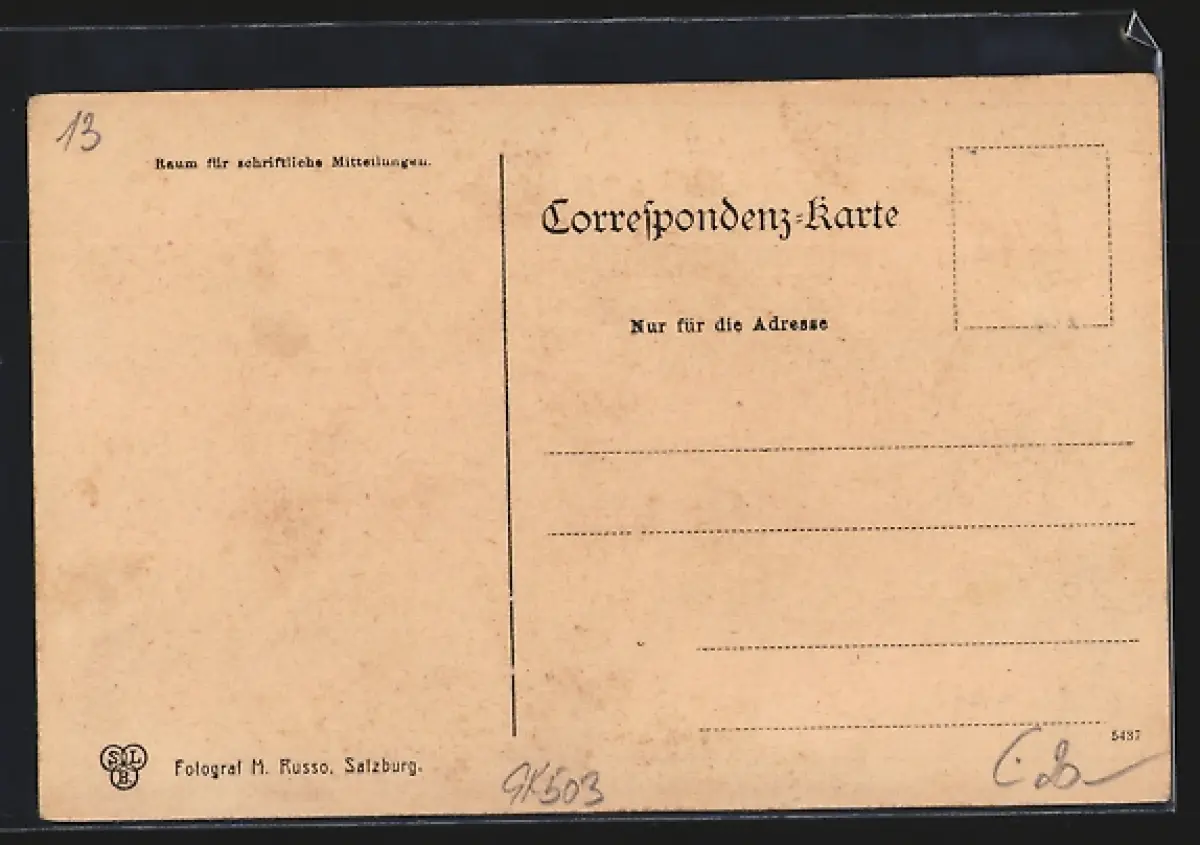 13
Raum für schriftliche Mitteilungen.
Correſpondenz-Karte
Nur für die Adresse
5437
S L
B.
Fotograf M. Russo, Salzburg.